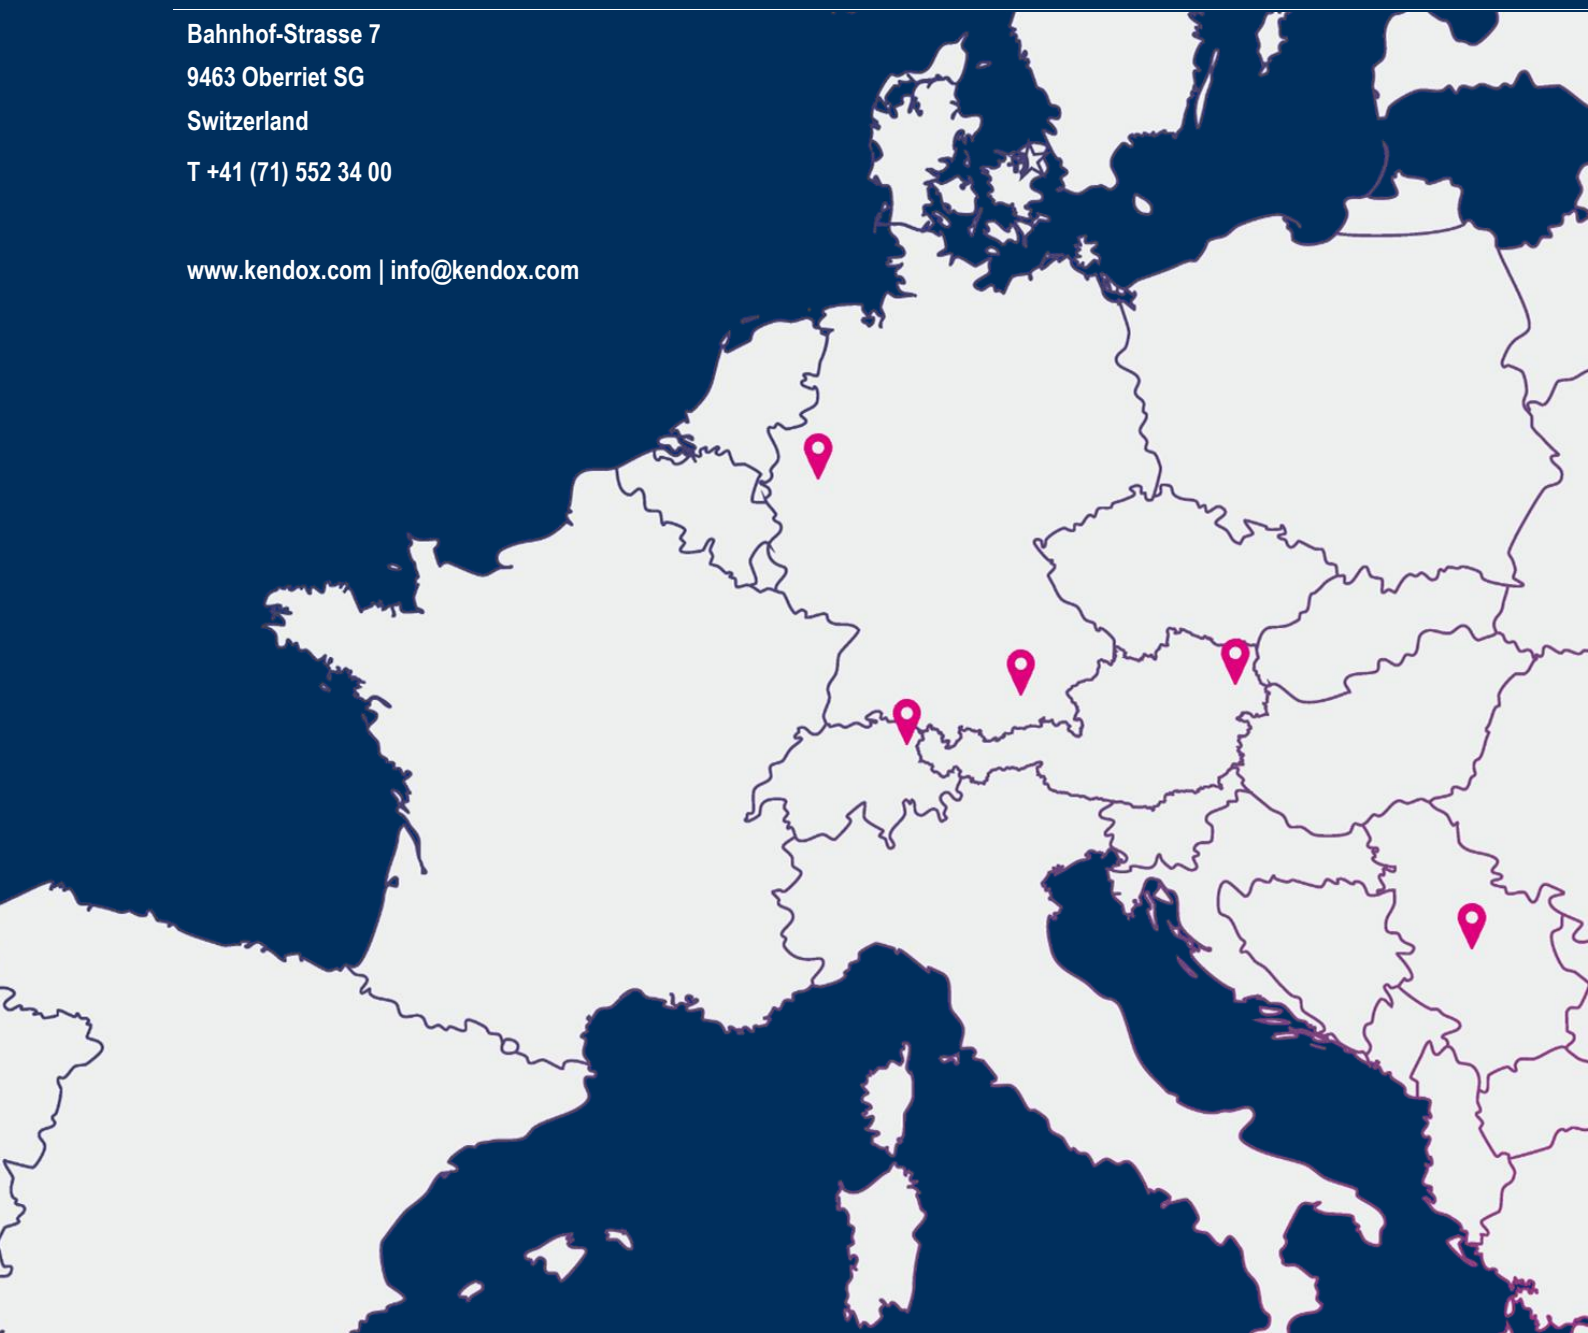 Bahnhof-Strasse 7
9463 Oberriet SG
Switzerland
T +41 (71) 552 34 00
www.kendox.com | info@kendox.com